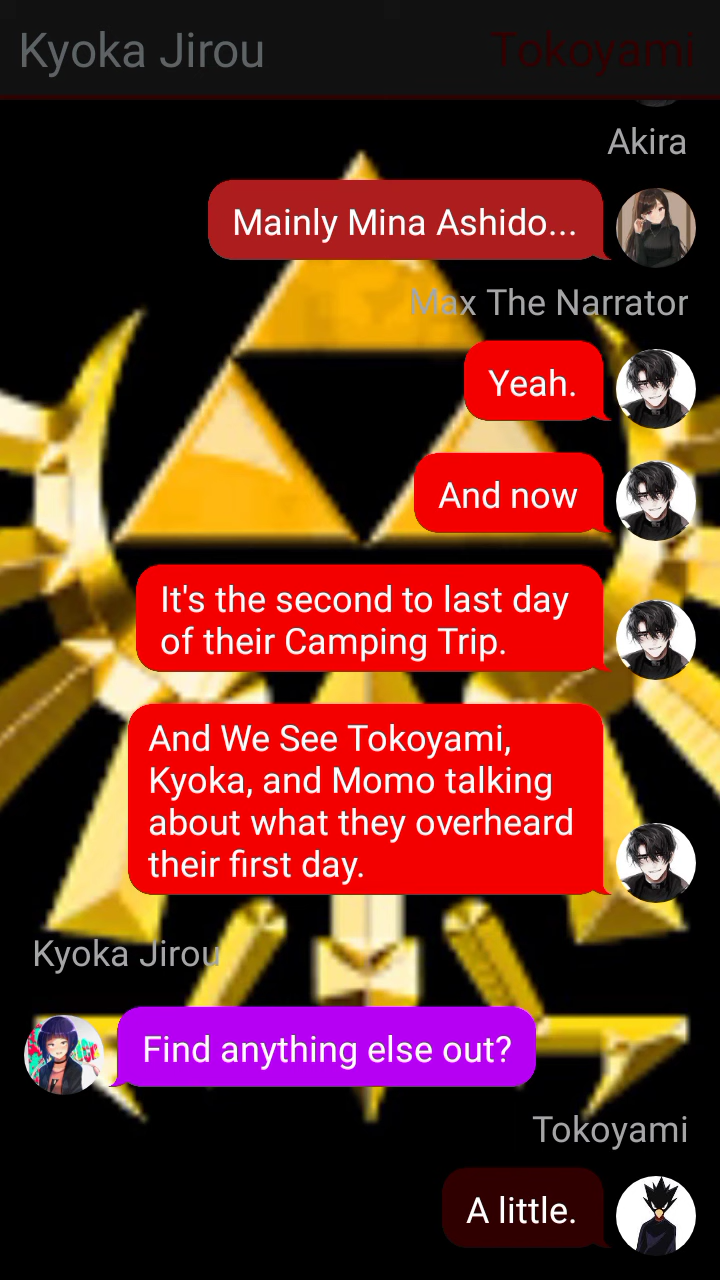 Kyoka Jirou
Tokoyami
Akira
Mainly Mina Ashido...
Max The Narrator
Yeah.
And now
It's the second to last day
of their Camping Trip.
And We See Tokoyami,
Kyoka, and Momo talking
about what they overheard
their first day.
Kyoka Jirou
Find anything else out?
Tokoyami
A little.